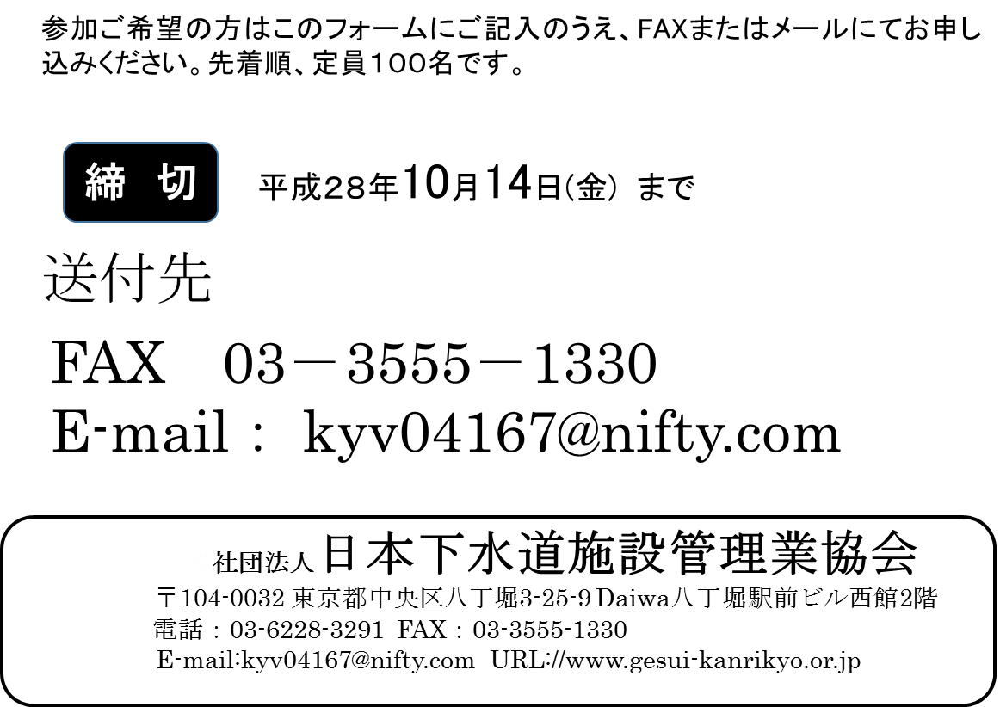 参加ご希望の方はこのフォームにご記入のうえ、FAXまたはメールにてお申し
込みください。先着順、定員１００名です。
締　切
平成２８年10月14日(金) まで
送付先
FAX　03－3555－1330
E-mail： kyv04167@nifty.com
社団法人 日本下水道施設管理業協会
〒104-0032 東京都中央区八丁堀3-25-9 Daiwa八丁堀駅前ビル西館2階
電話：03-6228-3291 FAX：03-3555-1330
E-mail:kyv04167@nifty.com URL://www.gesui-kanrikyo.or.jp